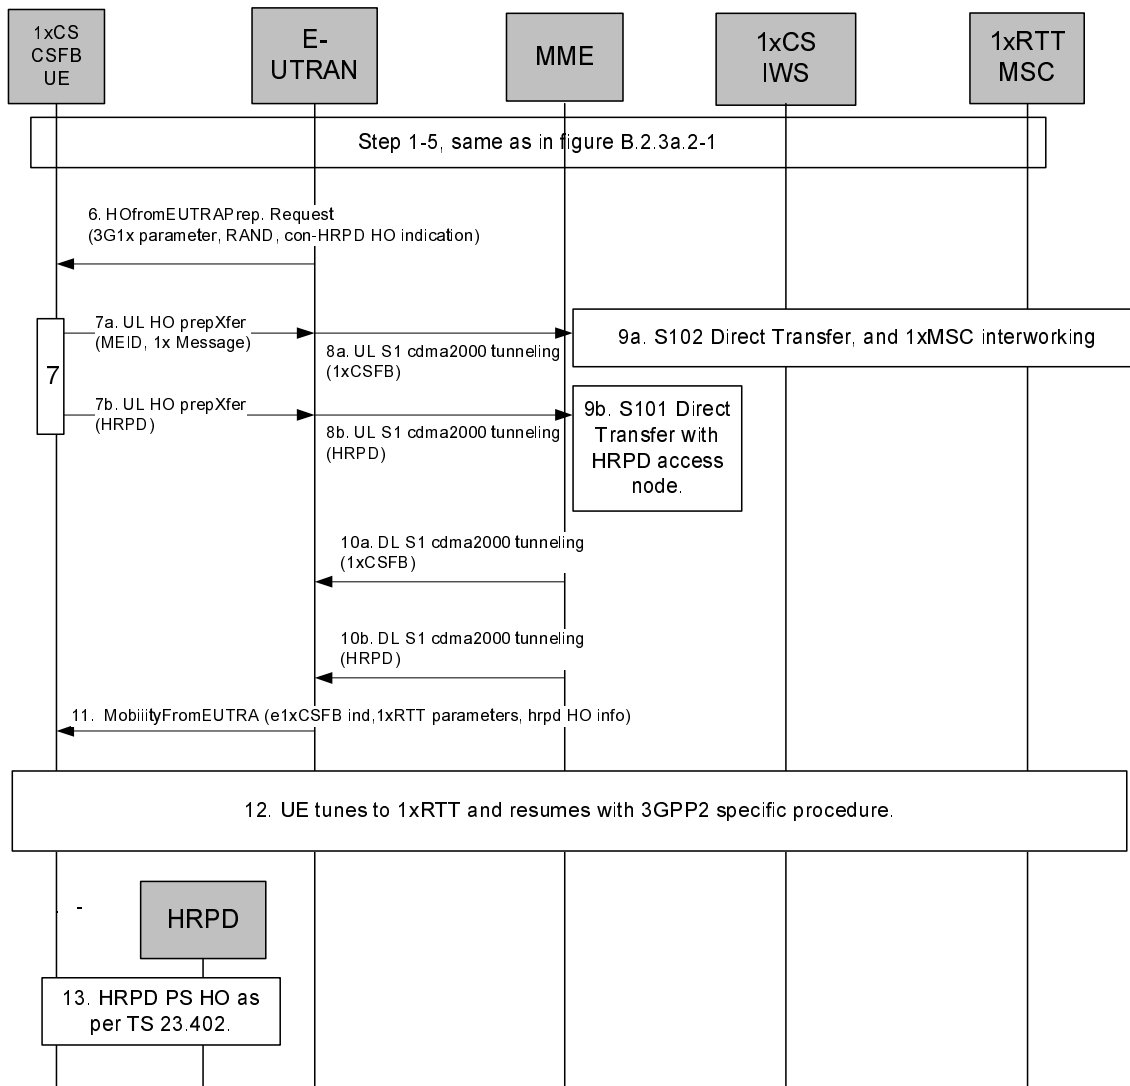 1xCS
CSFB
UE
E-
UTRAN
MME
1xCS
IWS
1xRTT
MSC
Step 1-5, same as in figure B.2.3a.2-1
6. HOfromEUTRAPrep. Request
(3G1x parameter, RAND, con-HRPD HO indication)
7
7a. UL HO prepXfer
(MEID, 1x Message)
8a. UL S1 cdma2000 tunneling
(1xCSFB)
9a. S102 Direct Transfer, and 1xMSC interworking
7b. UL HO prepXfer
(HRPD)
8b. UL S1 cdma2000 tunneling
(HRPD)
9b. S101 Direct
Transfer with
HRPD access
node.
10a. DL S1 cdma2000 tunneling
(1xCSFB)
10b. DL S1 cdma2000 tunneling
(HRPD)
11. MobiiityFromEUTRA (e1xCSFB ind,1xRTT parameters, hrpd HO info)
12. UE tunes to 1xRTT and resumes with 3GPP2 specific procedure.
. -
HRPD
13. HRPD PS HO as
per TS 23.402.